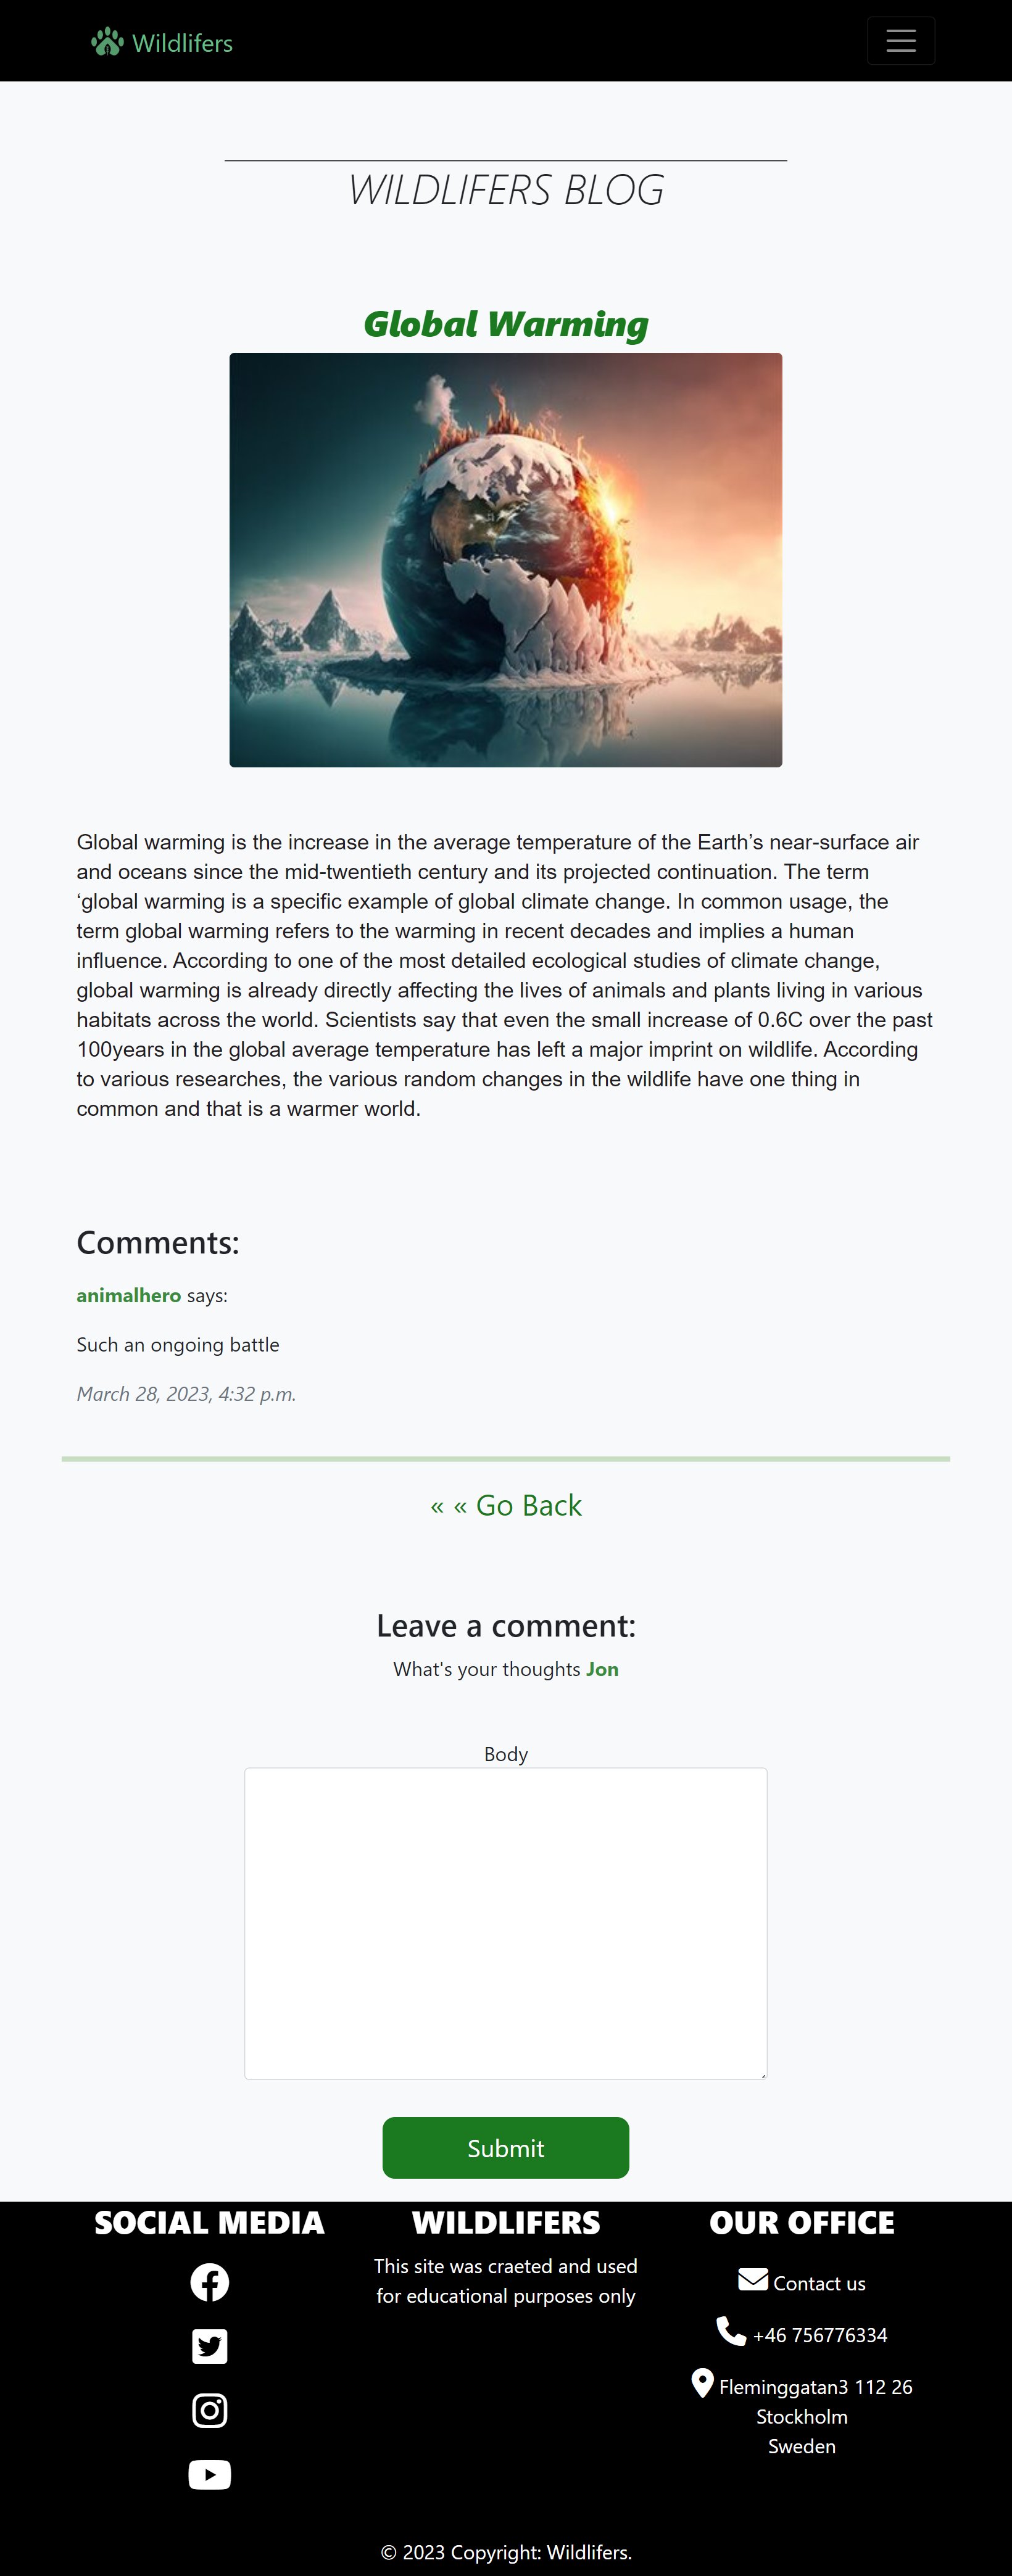 Wildlifers
WILDLIFERS BLOG
Global Warming
Global warming is the increase in the average temperature of the Earth’s near-surface air
and oceans since the mid-twentieth century and its projected continuation. The term
‘global warming is a specific example of global climate change. In common usage, the
term global warming refers to the warming in recent decades and implies a human
influence. According to one of the most detailed ecological studies of climate change,
global warming is already directly affecting the lives of animals and plants living in various
habitats across the world. Scientists say that even the small increase of 0.6C over the past
100years in the global average temperature has left a major imprint on wildlife. According
to various researches, the various random changes in the wildlife have one thing in
common and that is a warmer world.
Comments:
animalhero says:
Such an ongoing battle
March 28, 2023, 4:32 p.m.
« « Go Back
Leave a comment:
What's your thoughts Jon
Body
Submit
SOCIAL MEDIA
WILDLIFERS
This site was craeted and used
for educational purposes only
OUR OFFICE
Contact us
+46 756776334
Fleminggatan3 112 26
Stockholm
Sweden
© 2023 Copyright: Wildlifers.